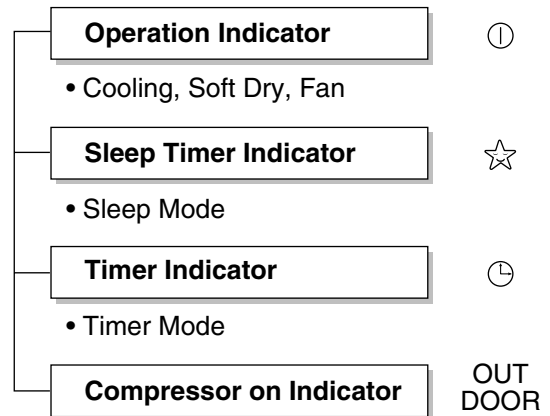 Operation Indicator
• Cooling, Soft Dry, Fan
Sleep Timer Indicator
• Sleep Mode
Timer Indicator
• Timer Mode
Compressor on Indicator
OUT
DOOR